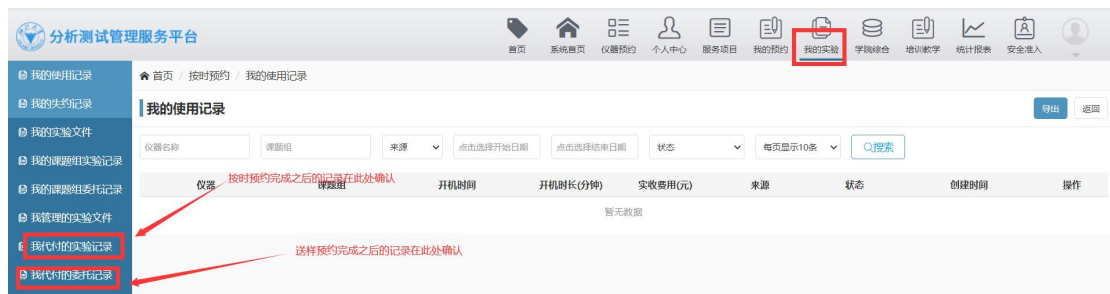 分析测试管理服务平台
首页 系统首页 仪器预约 个人中心 服务项目 我的预约 我的实验 学院综合 培训教学 统计报表 安全准入
我的使用记录
我的失约记录
我的实验文件
我的课题组实验记录
我的课题组委托记录
我管理的实验文件
我代付的实验记录
我代付的委托记录
首页 / 按时预约 / 我的使用记录
我的使用记录
导出 返回
仪器名称 课题组 来源 点击选择开始日期 点击选择结束日期 状态 每页显示10条 搜索
按时预约完成之后的记录在此处确认
仪器 课题组 开机时间 开机时长(分钟) 实收费用(元) 来源 状态 创建时间 操作
暂无数据
送样预约完成之后的记录在此处确认